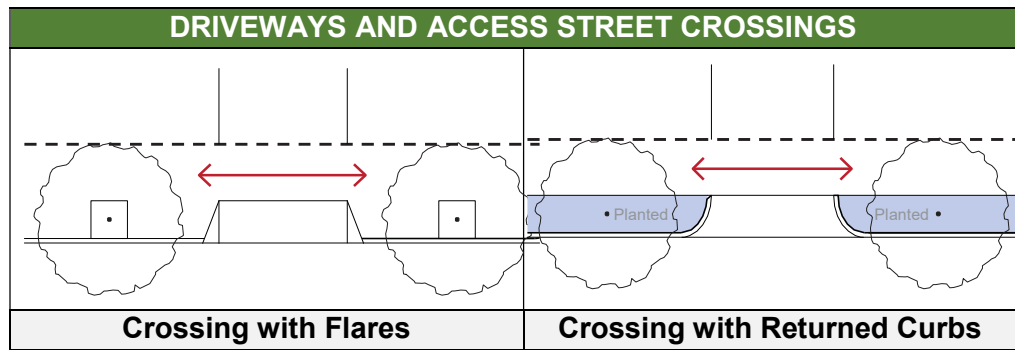 DRIVEWAYS AND ACCESS STREET CROSSINGS
Planted
Planted
Crossing with Flares
Crossing with Returned Curbs